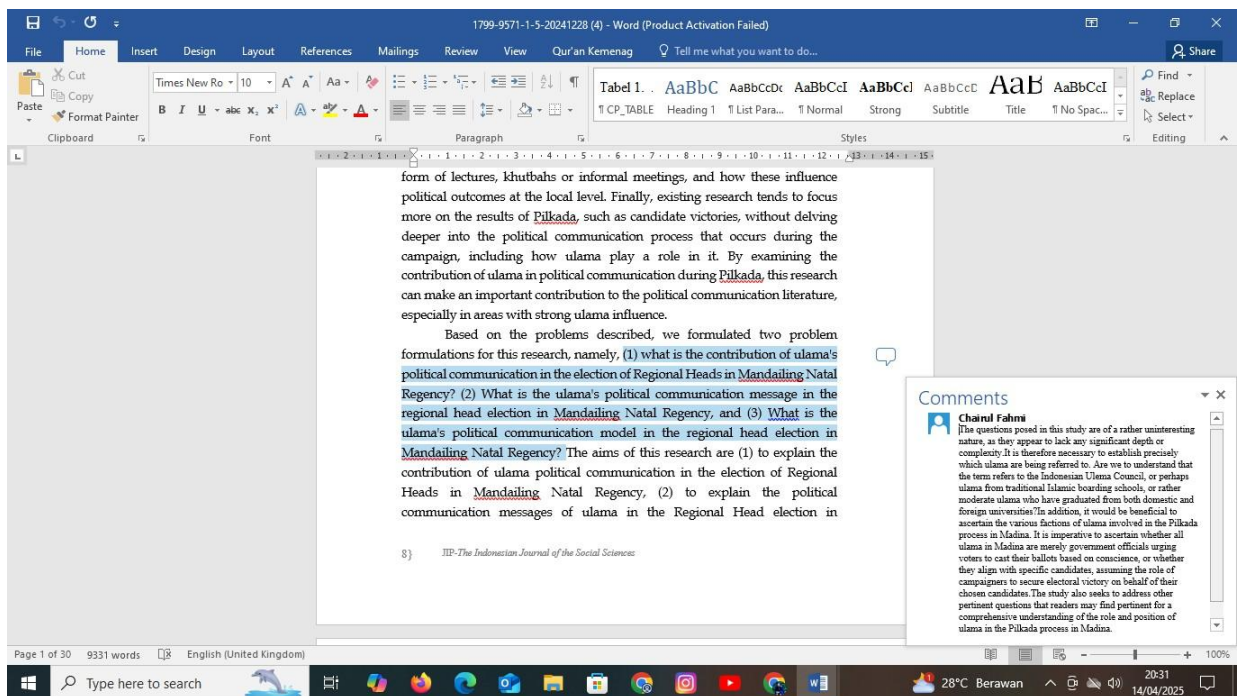 1799-9571-1-5-20241228 (4) - Word (Product Activation Failed)
File Home Insert Design Layout References Mailings Review View Qur'an Kemenag Tell me what you want to do... Share
Cut
Copy
Format Painter
Paste
Clipboard
Times New Ro 10
Font
Paragraph
Tabel 1. . AaBbC AaBbCcDc AaBbCcI AaBbCcI AaBbCcD AaB AaBbCcI
¶ CP_TABLE Heading 1 ¶ List Para... ¶ Normal Strong Subtitle Title ¶ No Spac...
Styles
Find
Replace
Select
Editing
form of lectures, khutbahs or informal meetings, and how these influence
political outcomes at the local level. Finally, existing research tends to focus
more on the results of Pilkada, such as candidate victories, without delving
deeper into the political communication process that occurs during the
campaign, including how ulama play a role in it. By examining the
contribution of ulama in political communication during Pilkada, this research
can make an important contribution to the political communication literature,
especially in areas with strong ulama influence.
Based on the problems described, we formulated two problem
formulations for this research, namely, (1) what is the contribution of ulama's
political communication in the election of Regional Heads in Mandailing Natal
Regency? (2) What is the ulama's political communication message in the
regional head election in Mandailing Natal Regency, and (3) What is the
ulama's political communication model in the regional head election in
Mandailing Natal Regency? The aims of this research are (1) to explain the
contribution of ulama political communication in the election of Regional
Heads in Mandailing Natal Regency, (2) to explain the political
communication messages of ulama in the Regional Head election in
8} JIP-The Indonesian Journal of the Social Sciences
Comments
Chairul Fahmi
The questions posed in this study are of a rather uninteresting
nature, as they appear to lack any significant depth or
complexity.It is therefore necessary to establish precisely
which ulama are being referred to. Are we to understand that
the term refers to the Indonesian Ulema Council, or perhaps
ulama from traditional Islamic boarding schools, or rather
moderate ulama who have graduated from both domestic and
foreign universities?In addition, it would be beneficial to
ascertain the various factions of ulama involved in the Pilkada
process in Madina. It is imperative to ascertain whether all
ulama in Madina are merely government officials urging
voters to cast their ballots based on conscience, or whether
they align with specific candidates, assuming the role of
campaigners to secure electoral victory on behalf of their
chosen candidates.The study also seeks to address other
pertinent questions that readers may find pertinent for a
comprehensive understanding of the role and position of
ulama in the Pilkada process in Madina.
Page 1 of 30 9331 words English (United Kingdom) 100%
Type here to search 28°C Berawan 20:31
14/04/2025